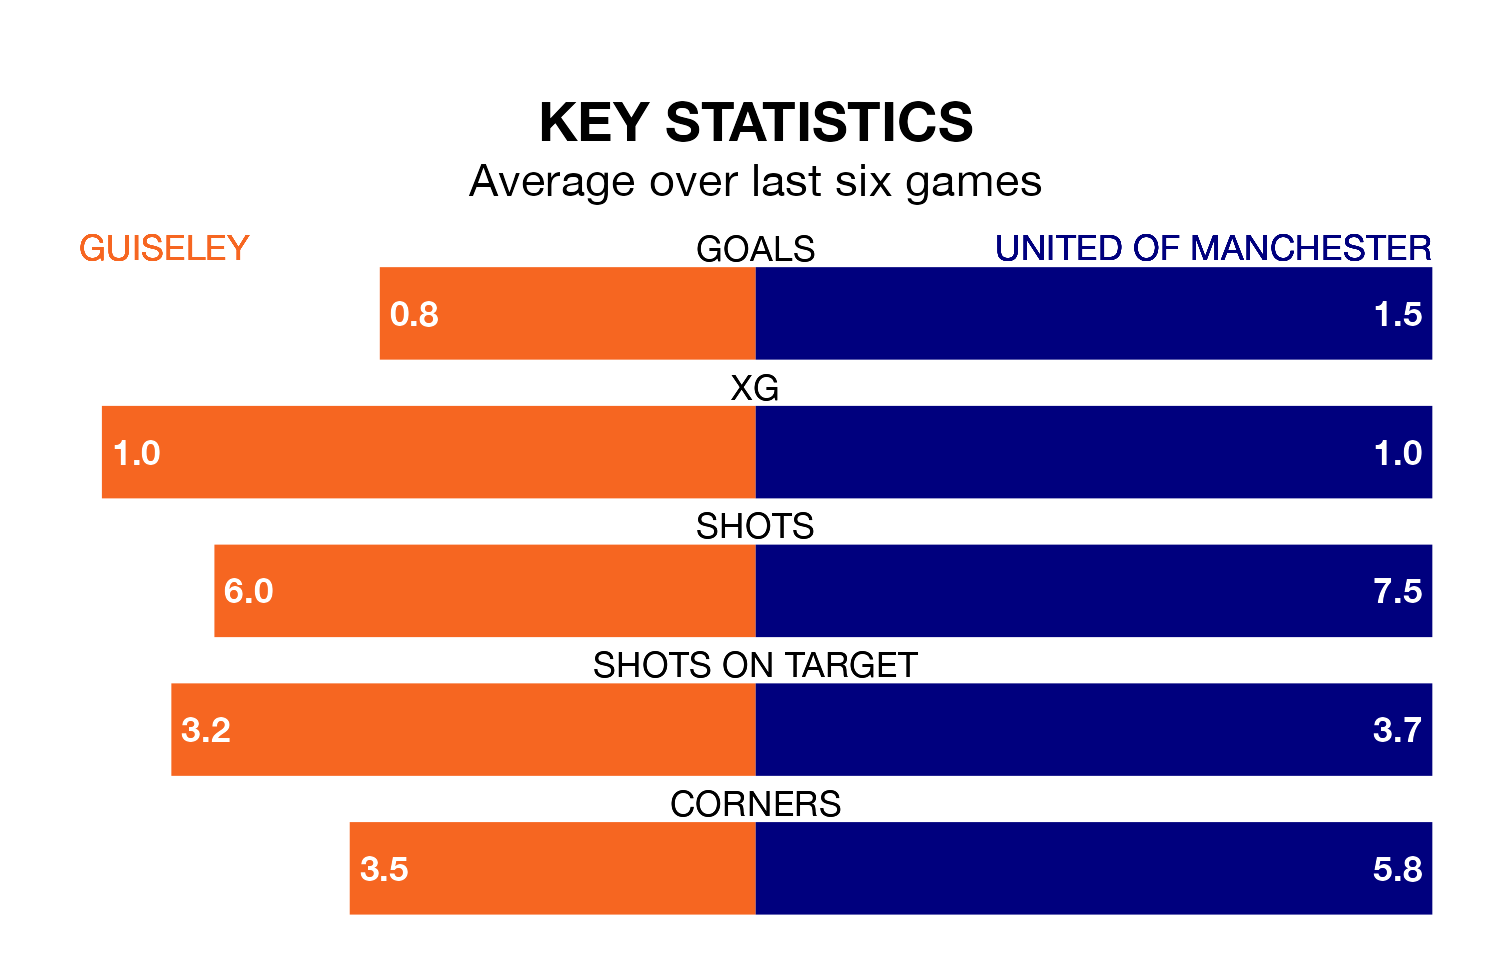 KEY STATISTICS
Average over last six games
GUISELEY GOALS UNITED OF MANCHESTER
0.8 1.5
XG
1.0 1.0
SHOTS
6.0 7.5
SHOTS ON TARGET
3.2 3.7
CORNERS
3.5 5.8